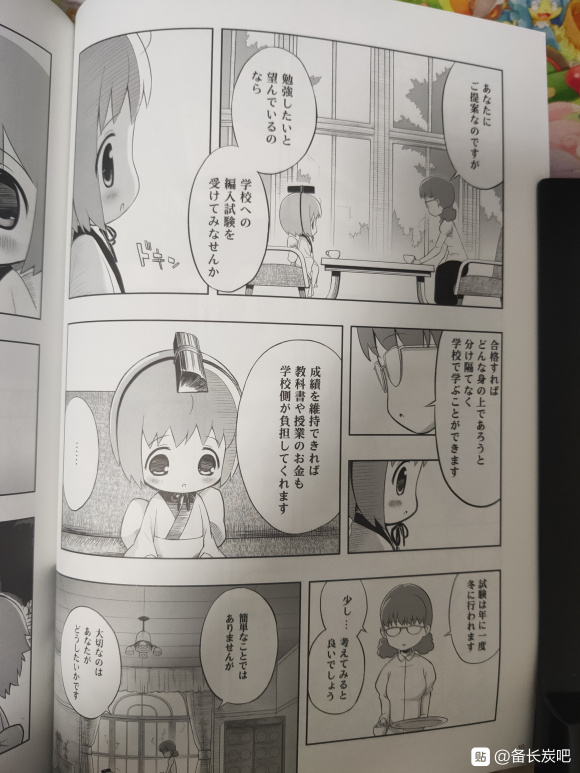 あなたに
ご提案なのですが
勉強したいと
望んでいるの
なら
学校への
編入試験を
受けてみなせんか
ドキン
合格すれば
どんな身の上であろうと
分け隔てなく
学校で学ぶことができます
成績を維持できれば
教科書や授業のお金も
学校側が負担してくれます
……
試験は年に一度
冬に行われます
少し…考えてみると
良いでしょう
簡単なことでは
ありませんが
大切なのは
あなたが
どうしたいかです
贴 @备长炭吧